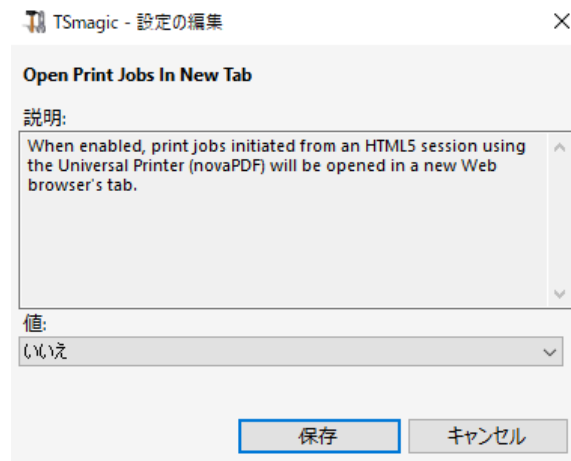 TSmagic - 設定の編集
Open Print Jobs In New Tab
説明:
When enabled, print jobs initiated from an HTML5 session using
the Universal Printer (novaPDF) will be opened in a new Web
browser's tab.
値:
いいえ
保存 キャンセル